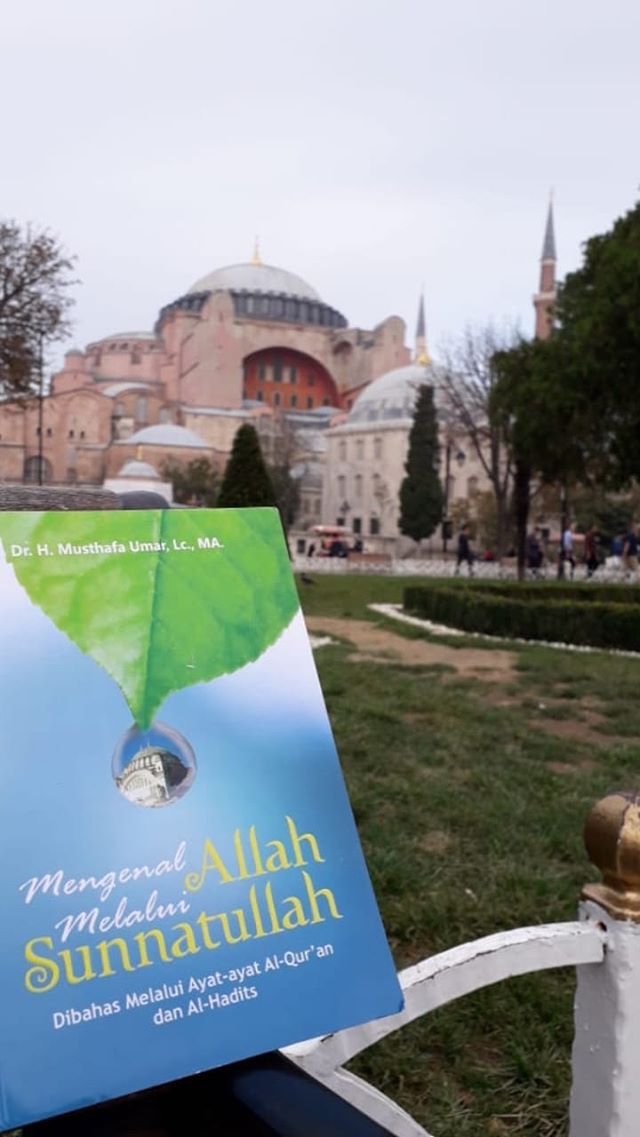 Dr. H. Musthafa Umar, Lc., MA.
Mengenal Allah
Melalui
Sunnatullah
Dibahas Melalui Ayat-ayat Al-Qur'an
dan Al-Hadits